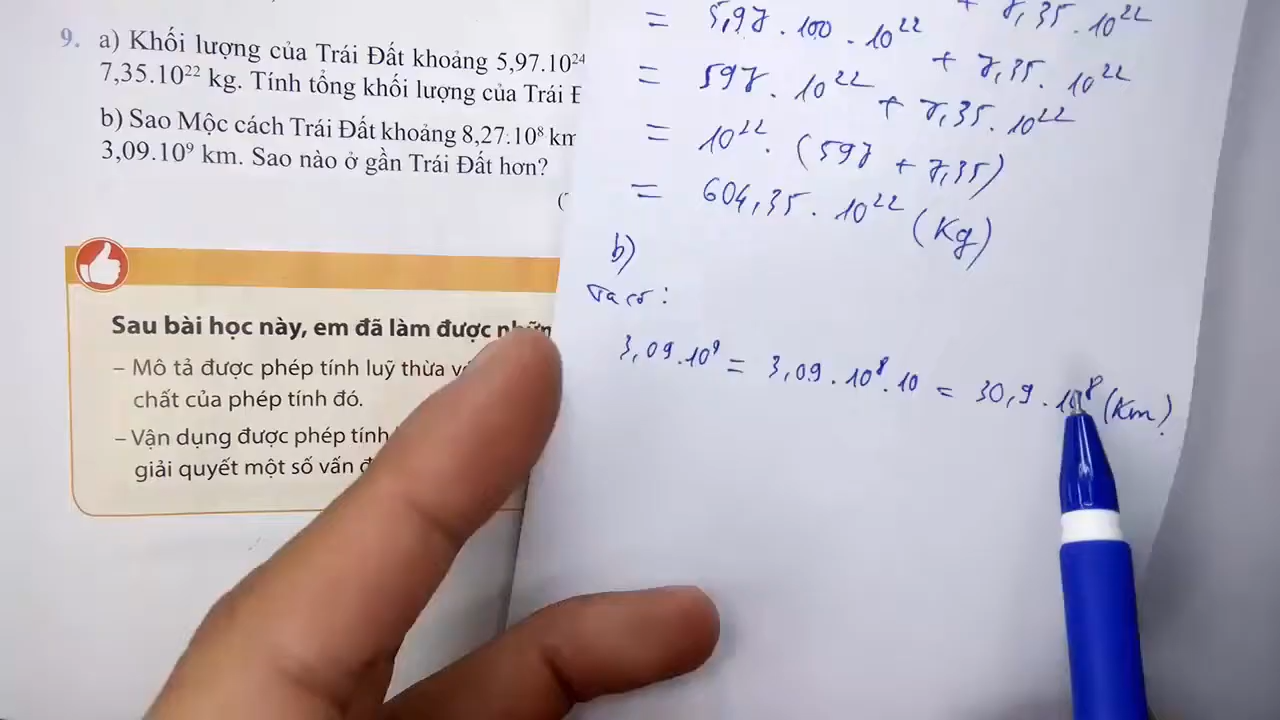 9. a) Khối lượng của Trái Đất khoảng 5,97.10²⁴
7,35.10²² kg. Tính tổng khối lượng của Trái
b) Sao Mộc cách Trái Đất khoảng 8,27.10⁸ km
3,09.10⁹ km. Sao nào ở gần Trái Đất hơn?
(
Sau bài học này, em đã làm được những
– Mô tả được phép tính luỹ thừa
chất của phép tính đó.
– Vận dụng được phép tính
giải quyết một số vấn
= 5,97 . 100 . 10²² + 7,35 . 10²²
= 597 . 10²² + 7,35 . 10²²
= 10²² . (597 + 7,35)
= 604,35 . 10²² (Kg)
b)
Ta có :
3,09 . 10⁹ = 3,09 . 10⁸ . 10 = 30,9 . 10⁸ (Km)